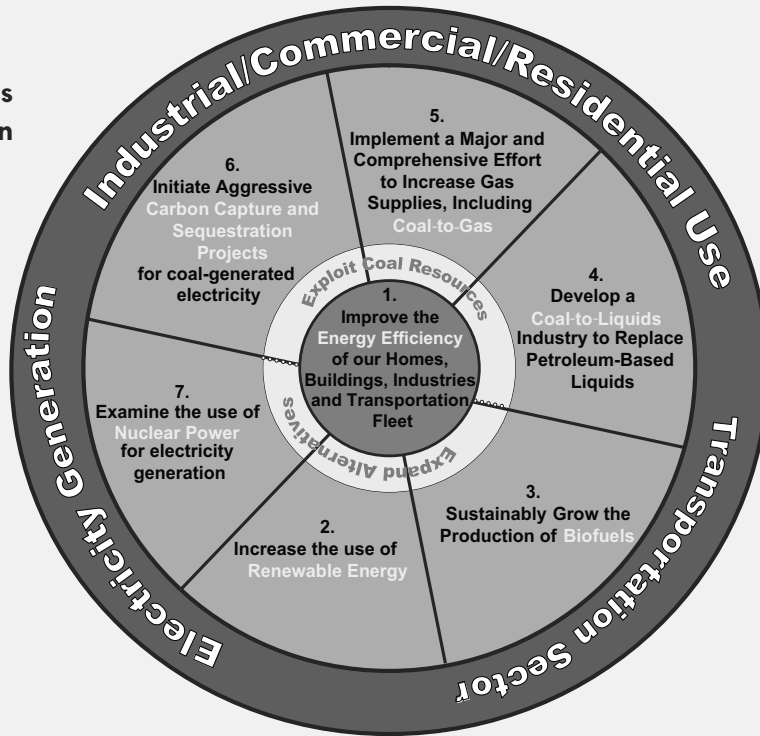 s
n
Industrial/Commercial/Residential Use
Transportation Sector
Electricity Generation
Exploit Coal Resources
Expand Alternatives
1.
Improve the
Energy Efficiency
of our Homes,
Buildings, Industries
and Transportation
Fleet
2.
Increase the use of
Renewable Energy
3.
Sustainably Grow the
Production of Biofuels
4.
Develop a
Coal-to-Liquids
Industry to Replace
Petroleum-Based
Liquids
5.
Implement a Major and
Comprehensive Effort
to Increase Gas
Supplies, Including
Coal-to-Gas
6.
Initiate Aggressive
Carbon Capture and
Sequestration
Projects
for coal-generated
electricity
7.
Examine the use of
Nuclear Power
for electricity
generation